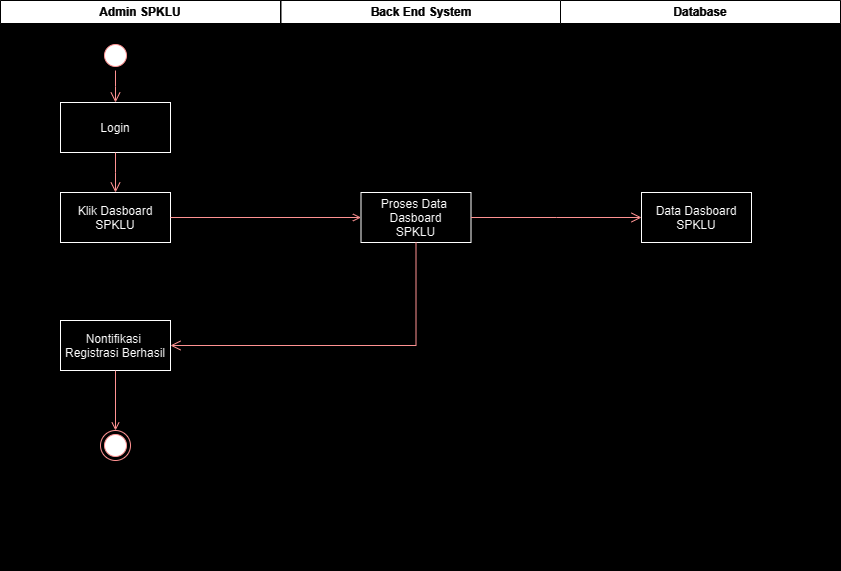 Admin SPKLU
Back End System
Database
Login
Klik Dasboard
SPKLU
Proses Data
Dasboard
SPKLU
Data Dasboard
SPKLU
Nontifikasi
Registrasi Berhasil